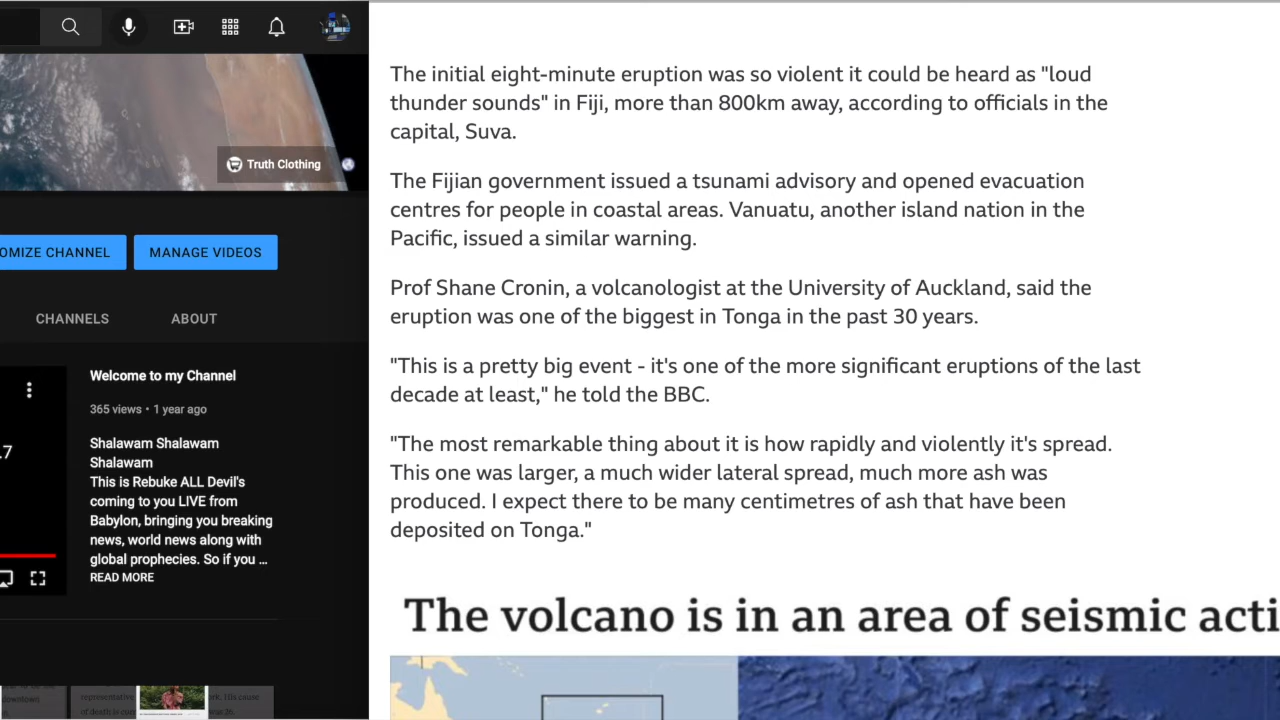 Truth Clothing
OMIZE CHANNEL
MANAGE VIDEOS
CHANNELS
ABOUT
.7
Welcome to my Channel
365 views • 1 year ago
Shalawam Shalawam
Shalawam
This is Rebuke ALL Devil's
coming to you LIVE from
Babylon, bringing you breaking
news, world news along with
global prophecies. So if you ...
READ MORE
downtown
representative
of death is
The initial eight-minute eruption was so violent it could be heard as "loud
thunder sounds" in Fiji, more than 800km away, according to officials in the
capital, Suva.
The Fijian government issued a tsunami advisory and opened evacuation
centres for people in coastal areas. Vanuatu, another island nation in the
Pacific, issued a similar warning.
Prof Shane Cronin, a volcanologist at the University of Auckland, said the
eruption was one of the biggest in Tonga in the past 30 years.
"This is a pretty big event - it's one of the more significant eruptions of the last
decade at least," he told the BBC.
"The most remarkable thing about it is how rapidly and violently it's spread.
This one was larger, a much wider lateral spread, much more ash was
produced. I expect there to be many centimetres of ash that have been
deposited on Tonga."
The volcano is in an area of seismic acti